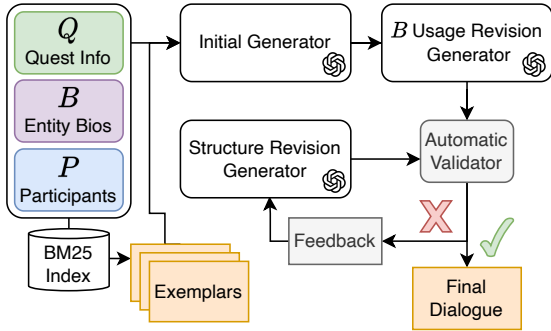 Q
Quest Info
B
Entity Bios
P
Participants
BM25
Index
Exemplars
Initial Generator
B Usage Revision
Generator
Structure Revision
Generator
Automatic
Validator
Feedback
Final
Dialogue